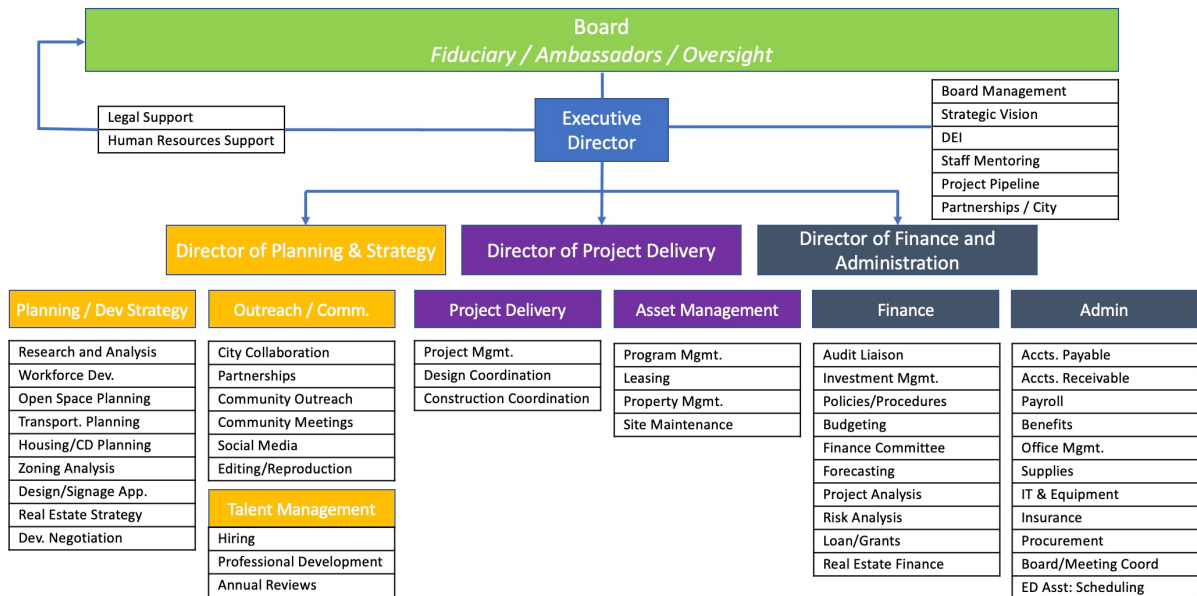 Board
Fiduciary / Ambassadors / Oversight
Legal Support
Human Resources Support
Executive
Director
Board Management
Strategic Vision
DEI
Staff Mentoring
Project Pipeline
Partnerships / City
Director of Planning & Strategy
Director of Project Delivery
Director of Finance and
Administration
Planning / Dev Strategy
Research and Analysis
Workforce Dev.
Open Space Planning
Transport. Planning
Housing/CD Planning
Zoning Analysis
Design/Signage App.
Real Estate Strategy
Dev. Negotiation
Outreach / Comm.
City Collaboration
Partnerships
Community Outreach
Community Meetings
Social Media
Editing/Reproduction
Talent Management
Hiring
Professional Development
Annual Reviews
Project Delivery
Project Mgmt.
Design Coordination
Construction Coordination
Asset Management
Program Mgmt.
Leasing
Property Mgmt.
Site Maintenance
Finance
Audit Liaison
Investment Mgmt.
Policies/Procedures
Budgeting
Finance Committee
Forecasting
Project Analysis
Risk Analysis
Loan/Grants
Real Estate Finance
Admin
Accts. Payable
Accts. Receivable
Payroll
Benefits
Office Mgmt.
Supplies
IT & Equipment
Insurance
Procurement
Board/Meeting Coord
ED Asst: Scheduling